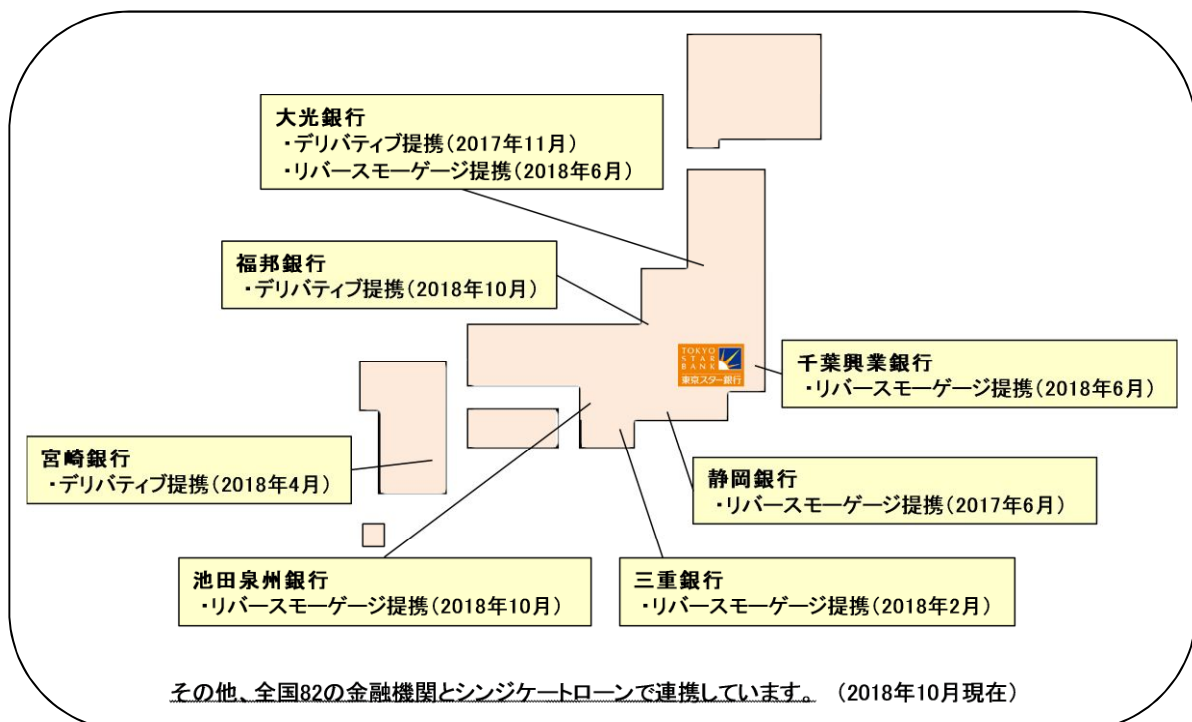 大光銀行
・デリバティブ提携(2017年11月)
・リバースモーゲージ提携(2018年6月)
福邦銀行
・デリバティブ提携(2018年10月)
TOKYO
STAR
BANK
東京スター銀行
千葉興業銀行
・リバースモーゲージ提携(2018年6月)
宮崎銀行
・デリバティブ提携(2018年4月)
静岡銀行
・リバースモーゲージ提携(2017年6月)
池田泉州銀行
・リバースモーゲージ提携(2018年10月)
三重銀行
・リバースモーゲージ提携(2018年2月)
その他、全国82の金融機関とシンジケートローンで連携しています。 (2018年10月現在)